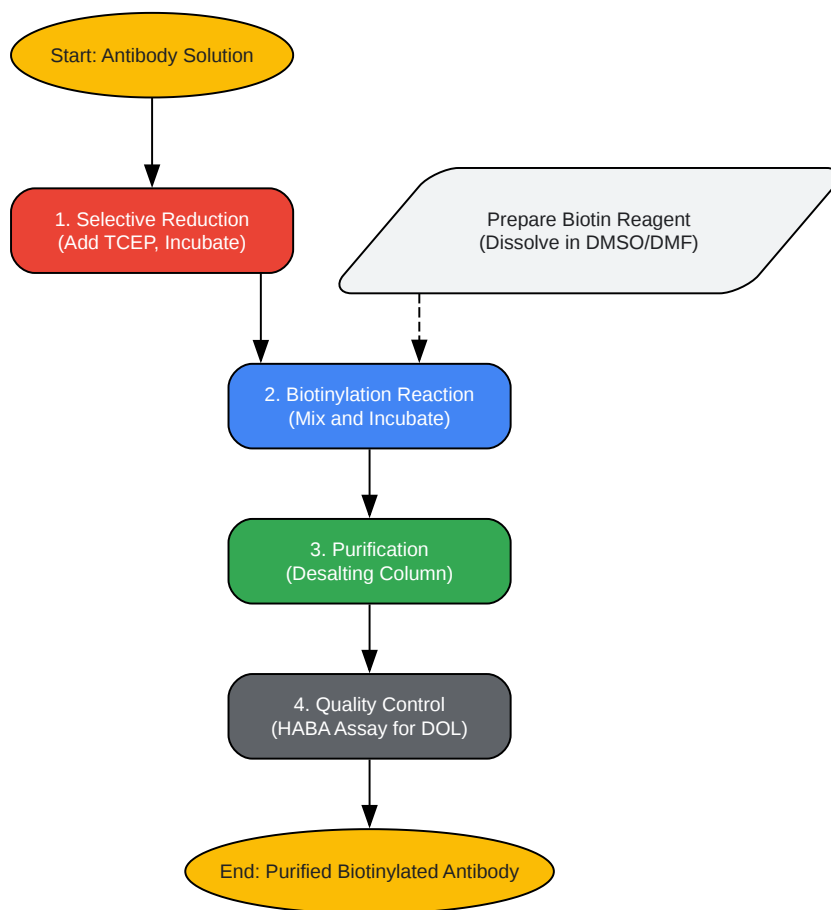 Start: Antibody Solution
1. Selective Reduction
(Add TCEP, Incubate)
Prepare Biotin Reagent
(Dissolve in DMSO/DMF)
2. Biotinylation Reaction
(Mix and Incubate)
3. Purification
(Desalting Column)
4. Quality Control
(HABA Assay for DOL)
End: Purified Biotinylated Antibody